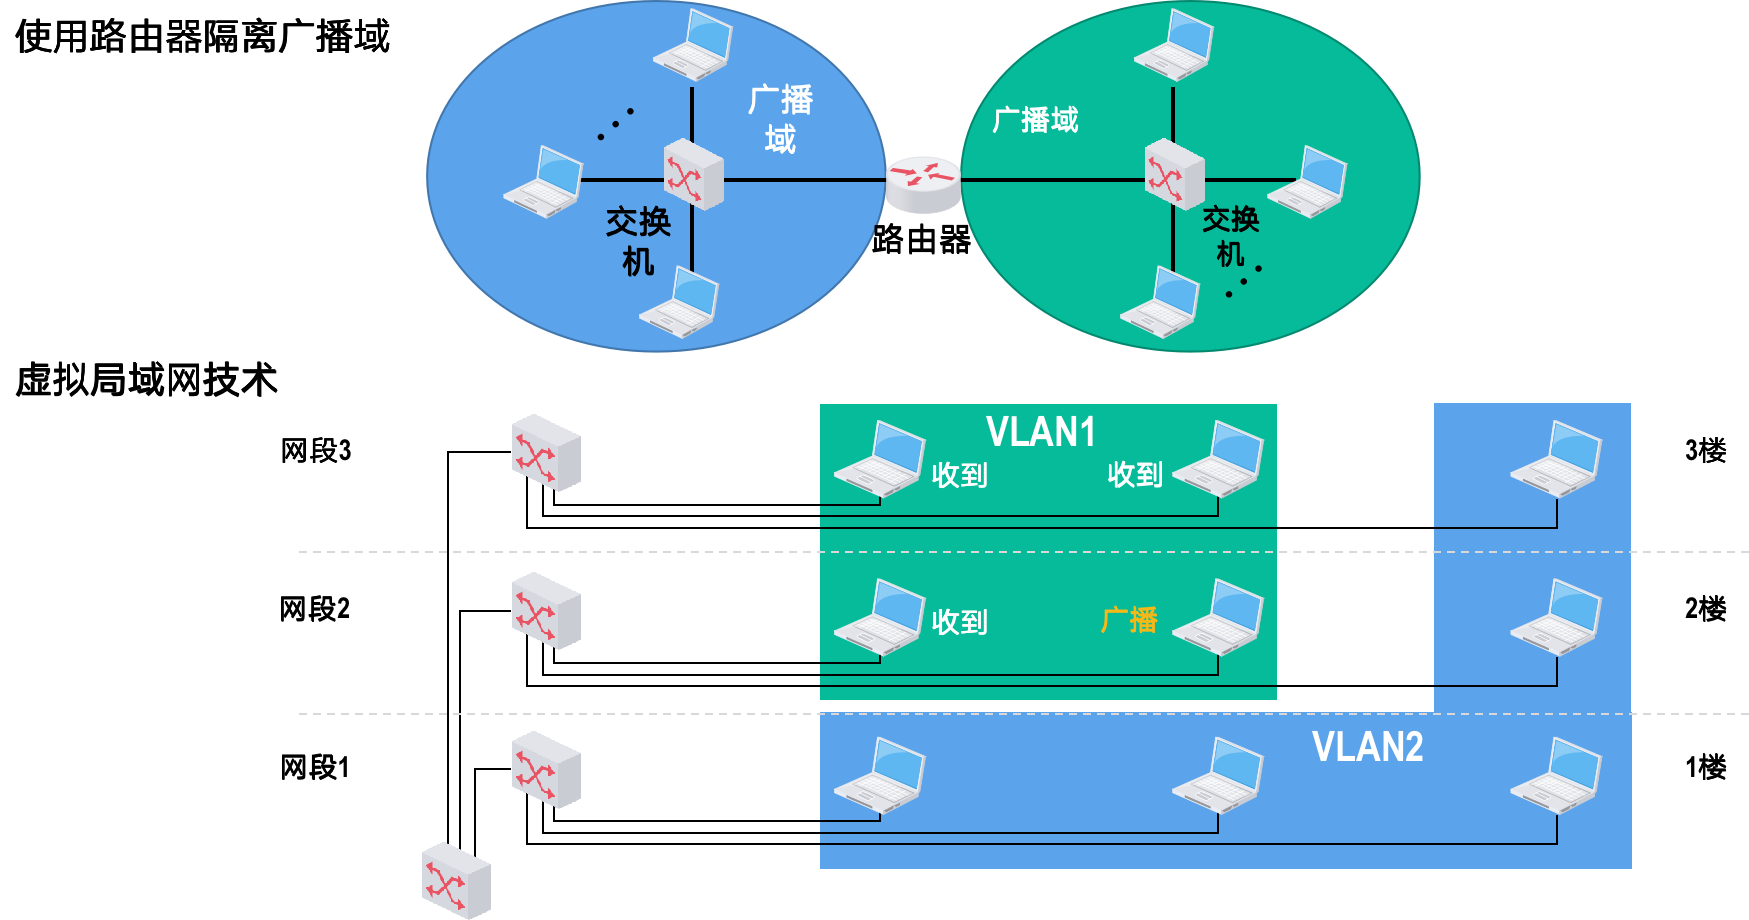 使用路由器隔离广播域
广播
域
广播域
交换
机
路由器
交换
机
虚拟局域网技术
VLAN1
网段3
收到
收到
3楼
网段2
收到
广播
2楼
VLAN2
网段1
1楼